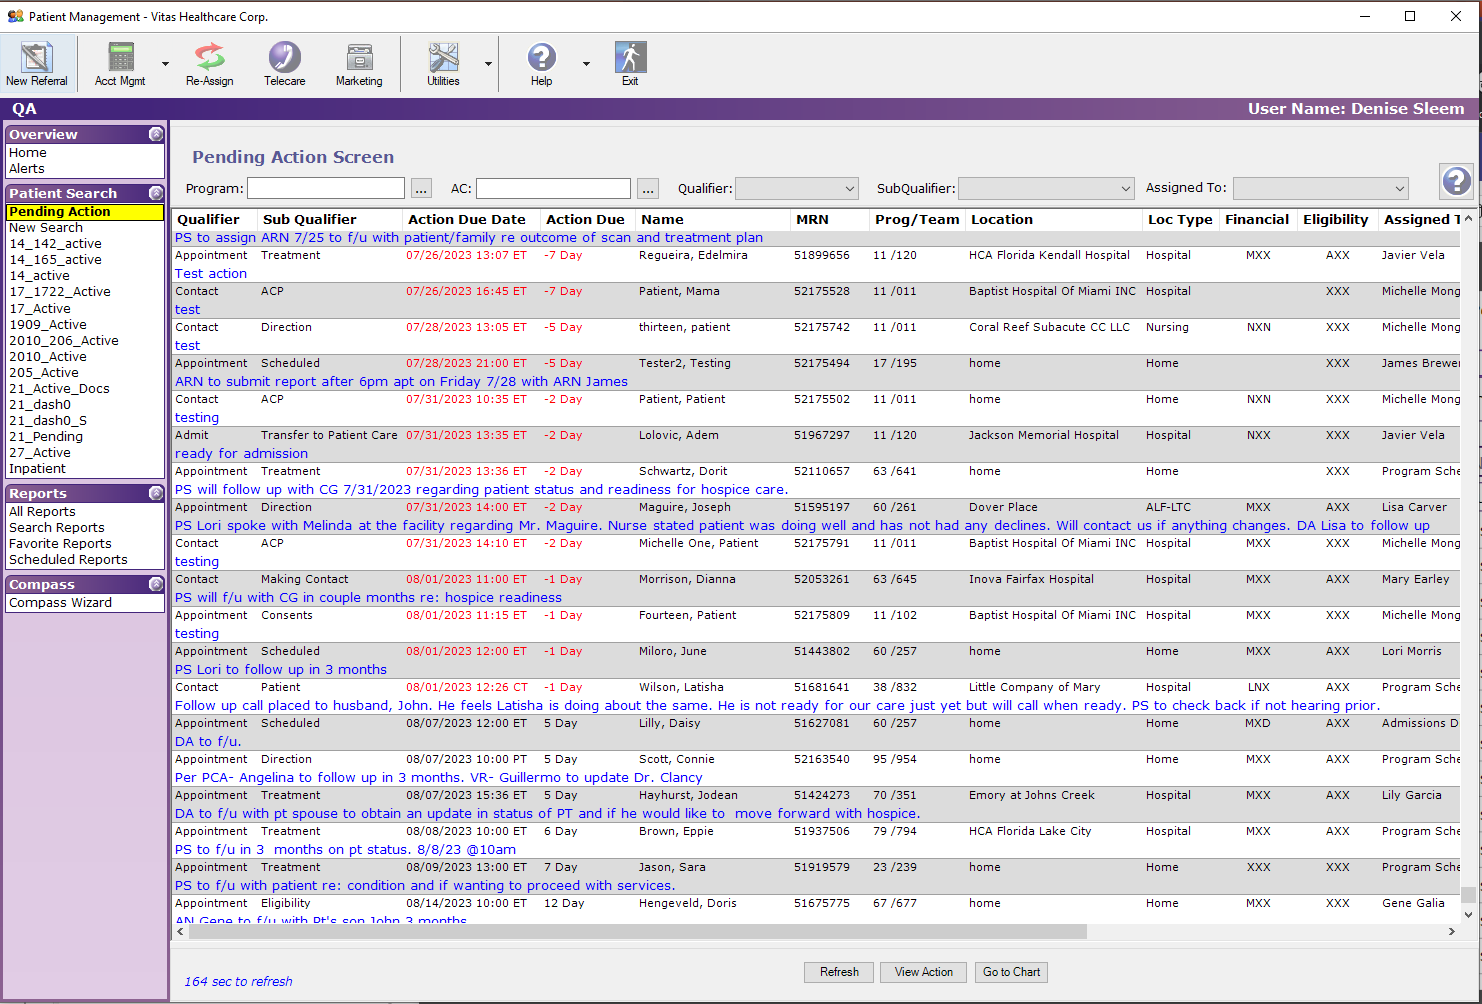 Patient Management - Vitas Healthcare Corp.
New Referral Acct Mgmt Re-Assign Telecare Marketing Utilities Help Exit
QA User Name: Denise Sleem
Overview
Home
Alerts
Patient Search
Pending Action
New Search
14_142_active
14_165_active
14_active
17_1722_Active
17_Active
1909_Active
2010_206_Active
2010_Active
205_Active
21_Active_Docs
21_dash0
21_dash0_S
21_Pending
27_Active
Inpatient
Reports
All Reports
Search Reports
Favorite Reports
Scheduled Reports
Compass
Compass Wizard
Pending Action Screen
Program: ... AC: ... Qualifier: SubQualifier: Assigned To:
Qualifier Sub Qualifier Action Due Date Action Due Name MRN Prog/Team Location Loc Type Financial Eligibility Assigned T
PS to assign ARN 7/25 to f/u with patient/family re outcome of scan and treatment plan
Appointment Treatment 07/26/2023 13:07 ET -7 Day Regueira, Edelmira 51899656 11 /120 HCA Florida Kendall Hospital Hospital MXX AXX Javier Vela
Test action
Contact ACP 07/26/2023 16:45 ET -7 Day Patient, Mama 52175528 11 /011 Baptist Hospital Of Miami INC Hospital XXX Michelle Mong
test
Contact Direction 07/28/2023 13:05 ET -5 Day thirteen, patient 52175742 11 /011 Coral Reef Subacute CC LLC Nursing NXN XXX Michelle Mong
test
Appointment Scheduled 07/28/2023 21:00 ET -5 Day Tester2, Testing 52175494 17 /195 home Home XXX James Brewer
ARN to submit report after 6pm apt on Friday 7/28 with ARN James
Contact ACP 07/31/2023 10:35 ET -2 Day Patient, Patient 52175502 11 /011 home Home NXN XXX Michelle Mong
testing
Admit Transfer to Patient Care 07/31/2023 13:35 ET -2 Day Lolovic, Adem 51967297 11 /120 Jackson Memorial Hospital Hospital NXX XXX Javier Vela
ready for admission
Appointment Treatment 07/31/2023 13:36 ET -2 Day Schwartz, Dorit 52110657 63 /641 home Home XXX Program Sche
PS will follow up with CG 7/31/2023 regarding patient status and readiness for hospice care.
Appointment Direction 07/31/2023 14:00 ET -2 Day Maguire, Joseph 51595197 60 /261 Dover Place ALF-LTC MXX AXX Lisa Carver
PS Lori spoke with Melinda at the facility regarding Mr. Maguire. Nurse stated patient was doing well and has not had any declines. Will contact us if anything changes. DA Lisa to follow up
Contact ACP 07/31/2023 14:10 ET -2 Day Michelle One, Patient 52175791 11 /011 Baptist Hospital Of Miami INC Hospital MXX AXX Michelle Mong
testing
Contact Making Contact 08/01/2023 11:00 ET -1 Day Morrison, Dianna 52053261 63 /645 Inova Fairfax Hospital Hospital MXX AXX Mary Earley
PS will f/u with CG in couple months re: hospice readiness
Appointment Consents 08/01/2023 11:15 ET -1 Day Fourteen, Patient 52175809 11 /102 Baptist Hospital Of Miami INC Hospital MXX AXX Michelle Mong
testing
Appointment Scheduled 08/01/2023 12:00 ET -1 Day Miloro, June 51443802 60 /257 home Home MXX AXX Lori Morris
PS Lori to follow up in 3 months
Contact Patient 08/01/2023 12:26 CT -1 Day Wilson, Latisha 51681641 38 /832 Little Company of Mary Hospital LNX AXX Program Sche
Follow up call placed to husband, John. He feels Latisha is doing about the same. He is not ready for our care just yet but will call when ready. PS to check back if not hearing prior.
Appointment Scheduled 08/07/2023 12:00 ET 5 Day Lilly, Daisy 51627081 60 /257 home Home MXD AXX Admissions D
DA to f/u.
Appointment Direction 08/07/2023 10:00 PT 5 Day Scott, Connie 52163540 95 /954 home Home MXX AXX Program Sche
Per PCA- Angelina to follow up in 3 months. VR- Guillermo to update Dr. Clancy
Appointment Treatment 08/07/2023 15:36 ET 5 Day Hayhurst, Jodean 51424273 70 /351 Emory at Johns Creek Hospital MXX AXX Lily Garcia
DA to f/u with pt spouse to obtain an update in status of PT and if he would like to move forward with hospice.
Appointment Treatment 08/08/2023 10:00 ET 6 Day Brown, Eppie 51937506 79 /794 HCA Florida Lake City Hospital MXX AXX Program Sche
PS to f/u in 3 months on pt status. 8/8/23 @10am
Appointment Treatment 08/09/2023 13:00 ET 7 Day Jason, Sara 51919579 23 /239 home Home XXX XXX Program Sche
PS to f/u with patient re: condition and if wanting to proceed with services.
Appointment Eligibility 08/14/2023 10:00 ET 12 Day Hengeveld, Doris 51675775 67 /677 home Home MXX XXX Gene Galia
AN Gene to f/u with Pt's son John 3 months
164 sec to refresh Refresh View Action Go to Chart